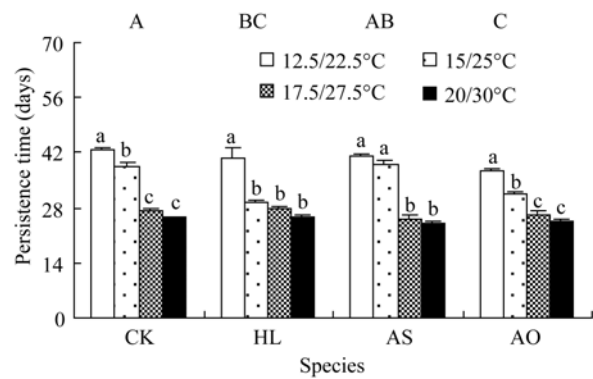 A BC AB C
70
12.5/22.5°C 15/25°C
17.5/27.5°C 20/30°C
56
42
28
14
0
Persistence time (days)
a b c c
a b b b
a a b b
a b c c
CK HL AS AO
Species